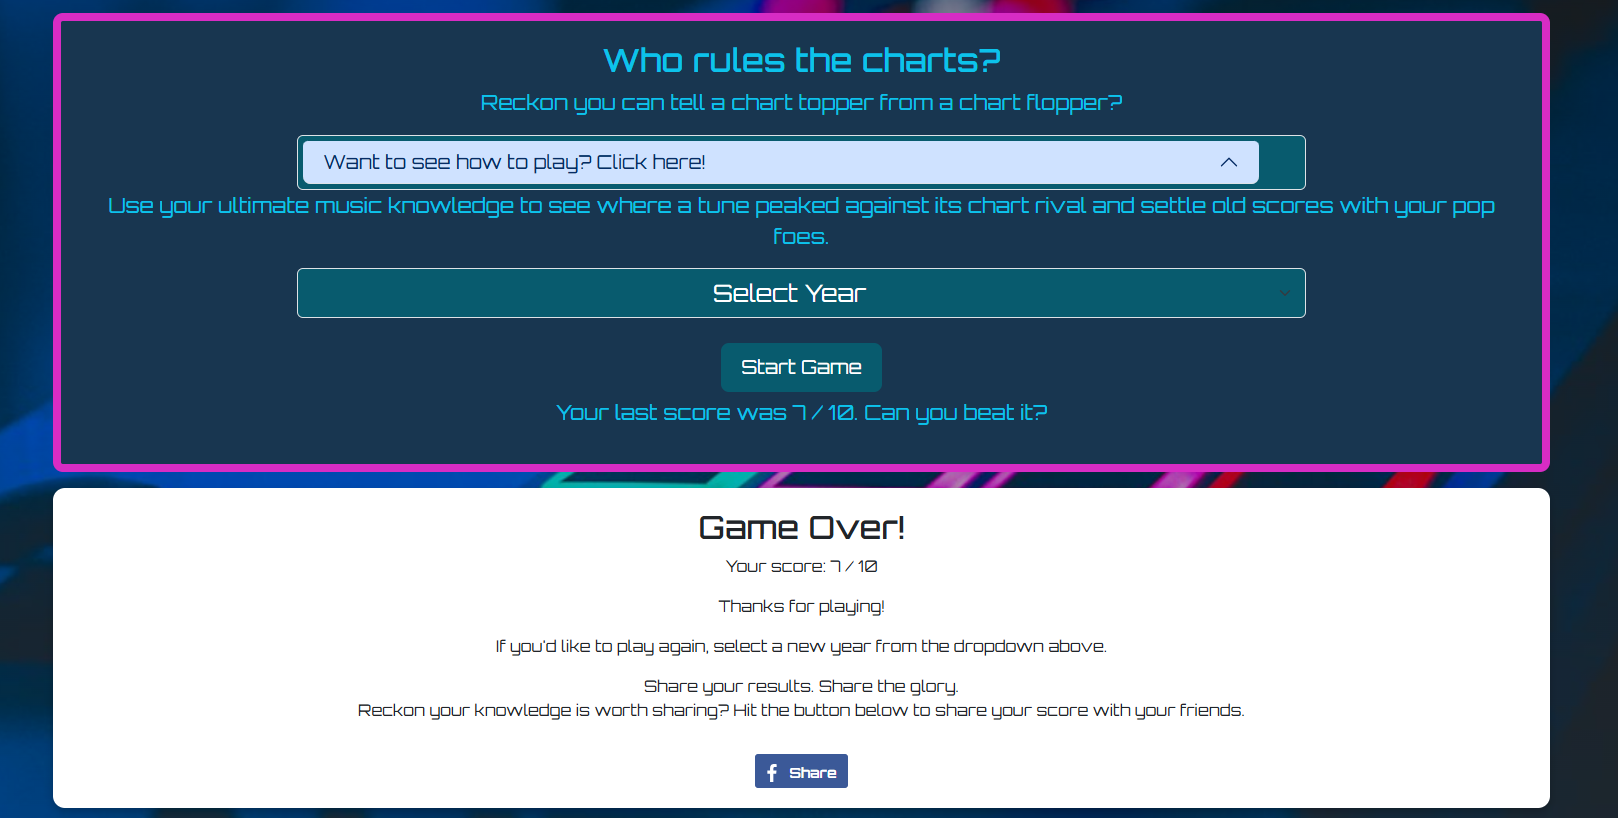 Who rules the charts?
Reckon you can tell a chart topper from a chart flopper?
Want to see how to play? Click here!
Use your ultimate music knowledge to see where a tune peaked against its chart rival and settle old scores with your pop
foes.
Select Year
Start Game
Your last score was 7 / 10. Can you beat it?
Game Over!
Your score: 7 / 10
Thanks for playing!
If you'd like to play again, select a new year from the dropdown above.
Share your results. Share the glory.
Reckon your knowledge is worth sharing? Hit the button below to share your score with your friends.
Share